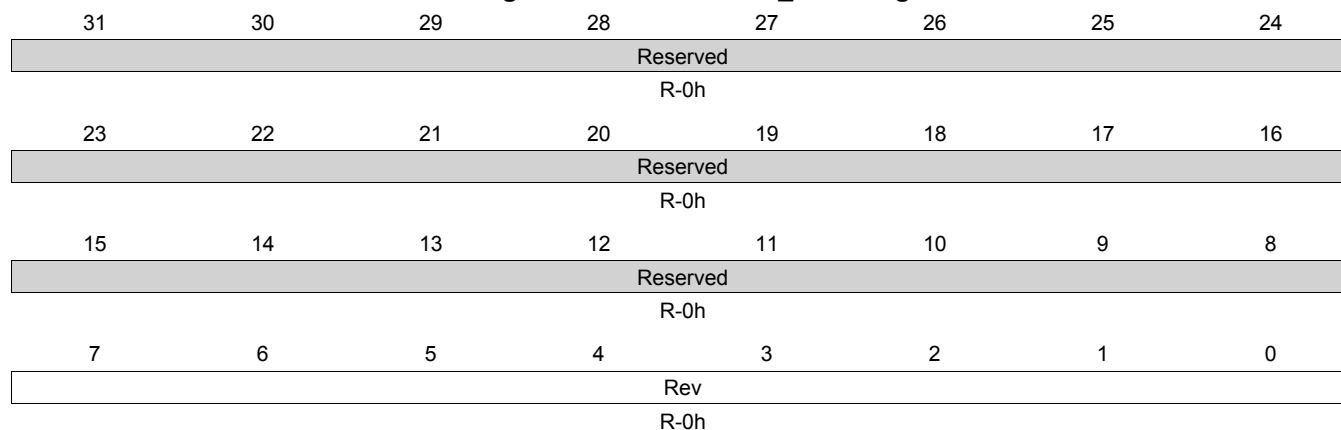 31 30 29 28 27 26 25 24
Reserved
R-0h
23 22 21 20 19 18 17 16
Reserved
R-0h
15 14 13 12 11 10 9 8
Reserved
R-0h
7 6 5 4 3 2 1 0
Rev
R-0h